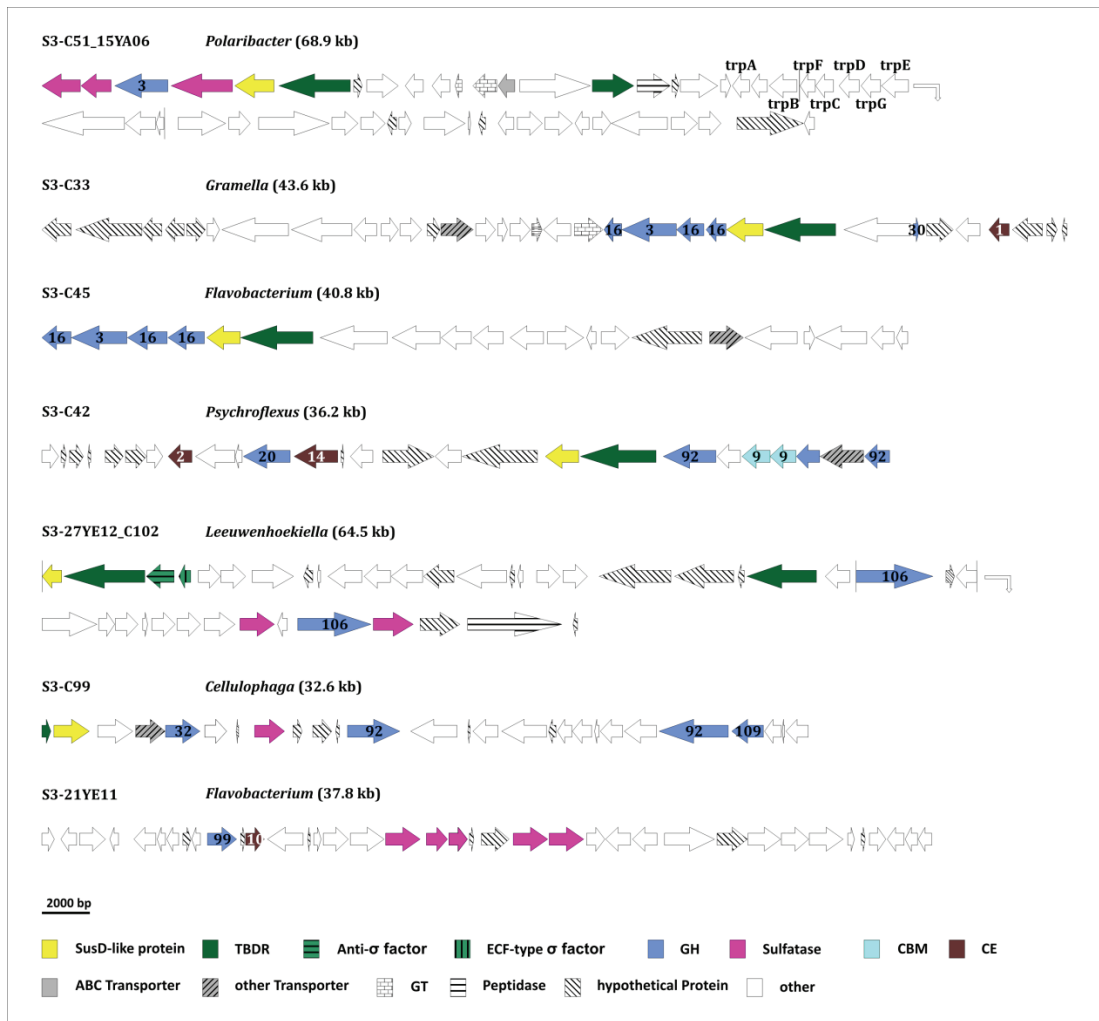 S3-C51_15YA06 Polaribacter (68.9 kb)
trpA trpF trpD trpE
3
trpB trpC trpG
S3-C33 Gramella (43.6 kb)
16 3 16 16 30 1
S3-C45 Flavobacterium (40.8 kb)
16 3 16 16
S3-C42 Psychroflexus (36.2 kb)
2 20 14 92 9 9 92
S3-27YE12_C102 Leeuwenhoekiella (64.5 kb)
106
106
S3-C99 Cellulophaga (32.6 kb)
32 92 92 109
S3-21YE11 Flavobacterium (37.8 kb)
99 10
2000 bp
SusD-like protein TBDR Anti-σ factor ECF-type σ factor GH Sulfatase CBM CE
ABC Transporter other Transporter GT Peptidase hypothetical Protein other